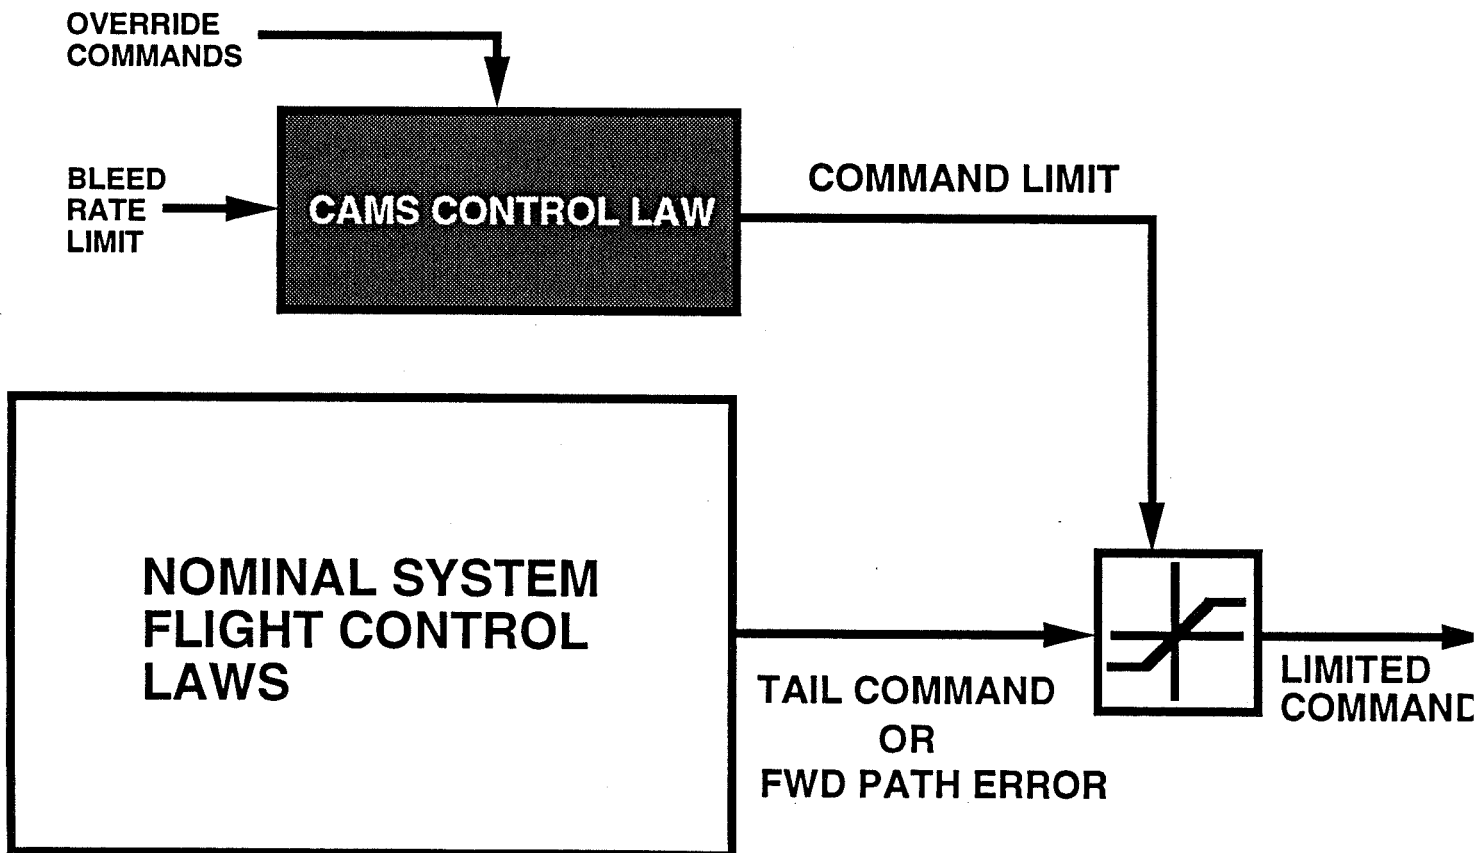 OVERRIDE
COMMANDS
BLEED
RATE
LIMIT
CAMS CONTROL LAW
COMMAND LIMIT
NOMINAL SYSTEM
FLIGHT CONTROL
LAWS
TAIL COMMAND
OR
FWD PATH ERROR
LIMITED
COMMAND